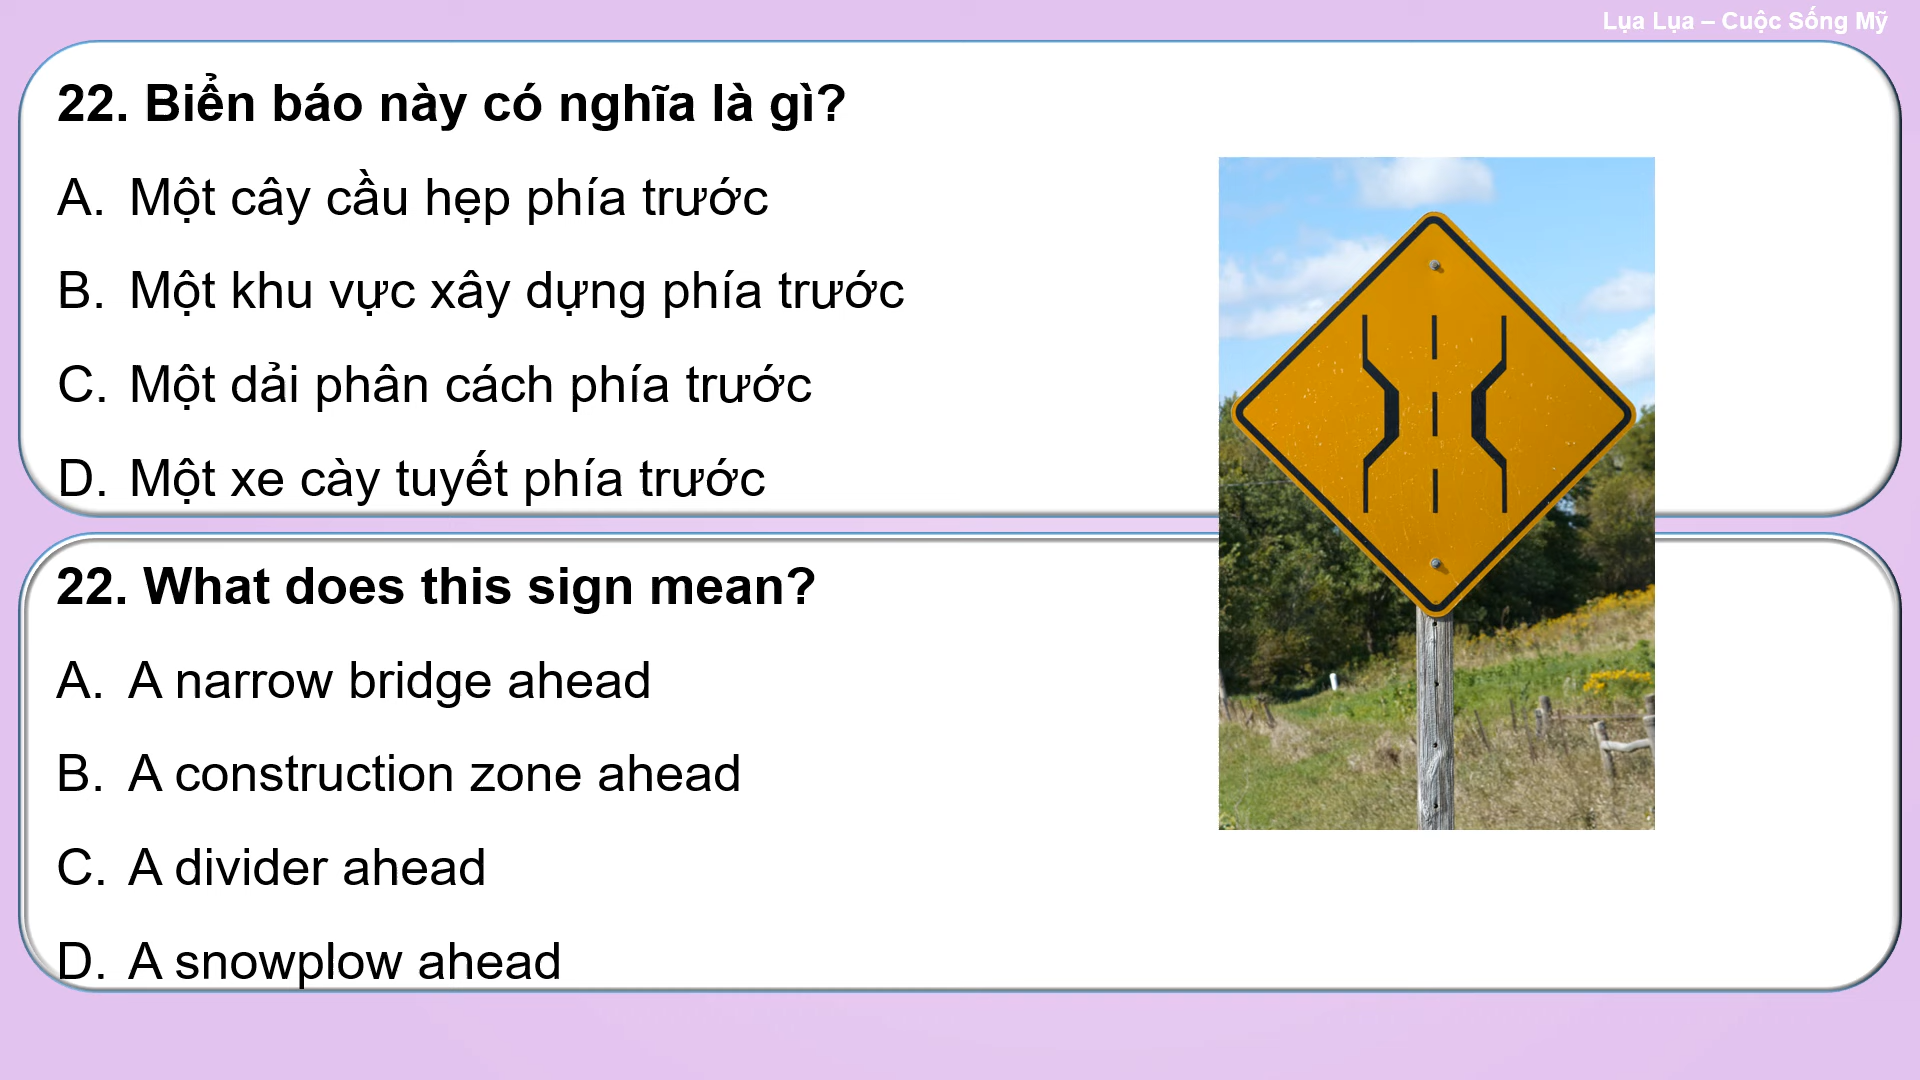 Lụa Lụa – Cuộc Sống Mỹ
22. Biển báo này có nghĩa là gì?
A. Một cây cầu hẹp phía trước
B. Một khu vực xây dựng phía trước
C. Một dải phân cách phía trước
D. Một xe cày tuyết phía trước
22. What does this sign mean?
A. A narrow bridge ahead
B. A construction zone ahead
C. A divider ahead
D. A snowplow ahead